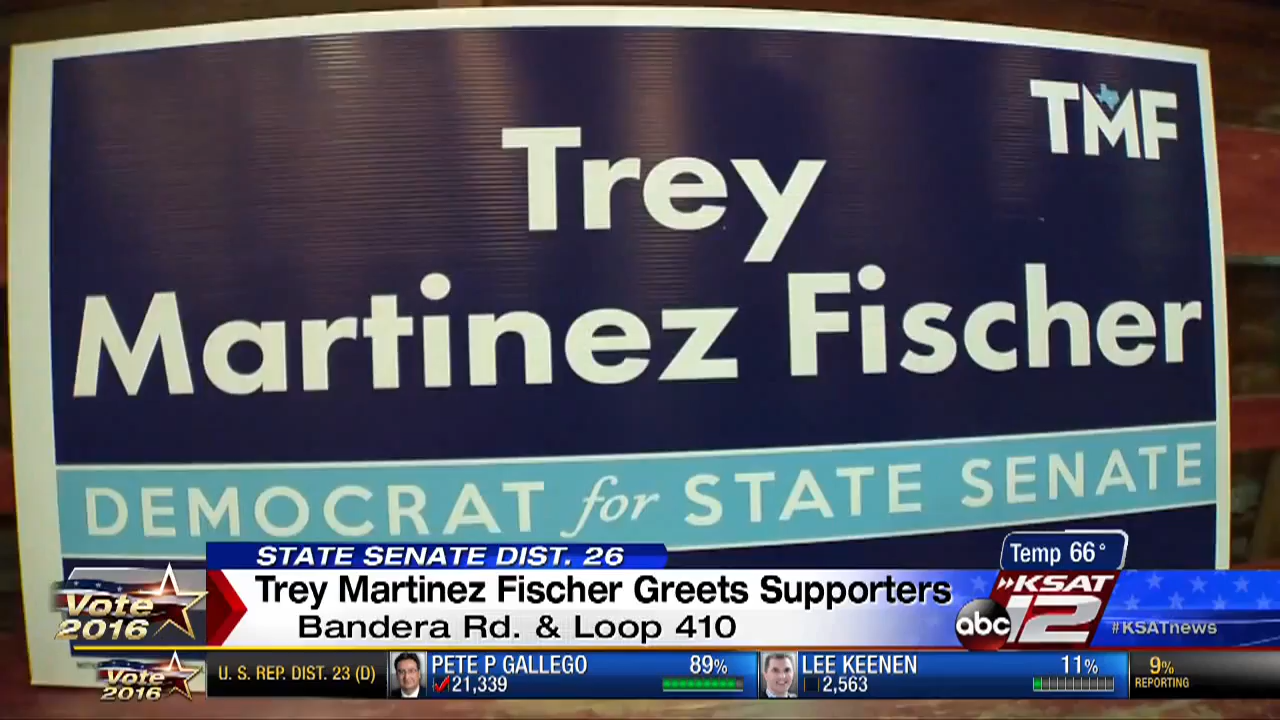 TMF
Trey
Martinez Fischer
DEMOCRAT for STATE SENATE
STATE SENATE DIST. 26
Temp 66°
Trey Martinez Fischer Greets Supporters
Bandera Rd. & Loop 410
Vote
2016
abc
KSAT
12
#KSATnews
Vote
2016
U. S. REP. DIST. 23 (D)
PETE P GALLEGO 89%
21,339
LEE KEENEN 11%
2,563
9%
REPORTING